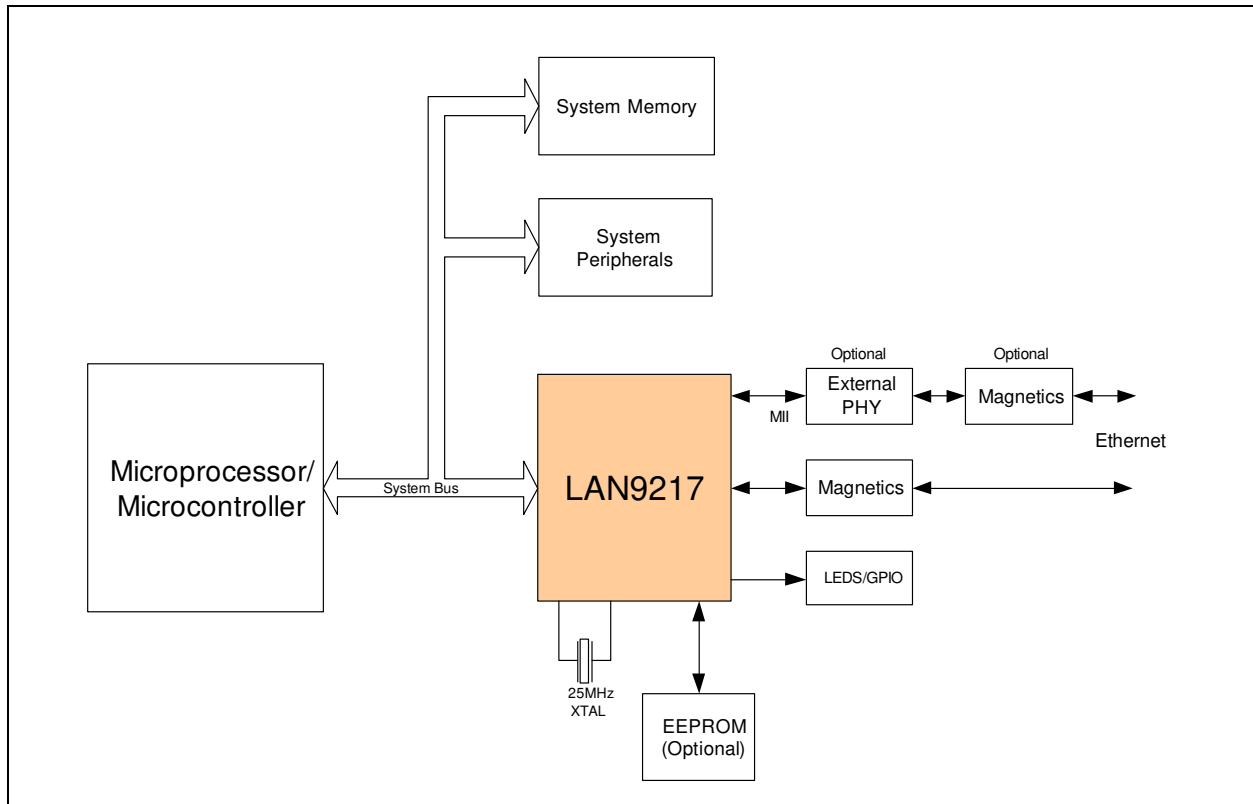 System Memory
System
Peripherals
Optional
Optional
External
PHY
Magnetics
MII
Ethernet
Microprocessor/
Microcontroller
System Bus
LAN9217
Magnetics
LEDS/GPIO
25MHz
XTAL
EEPROM
(Optional)